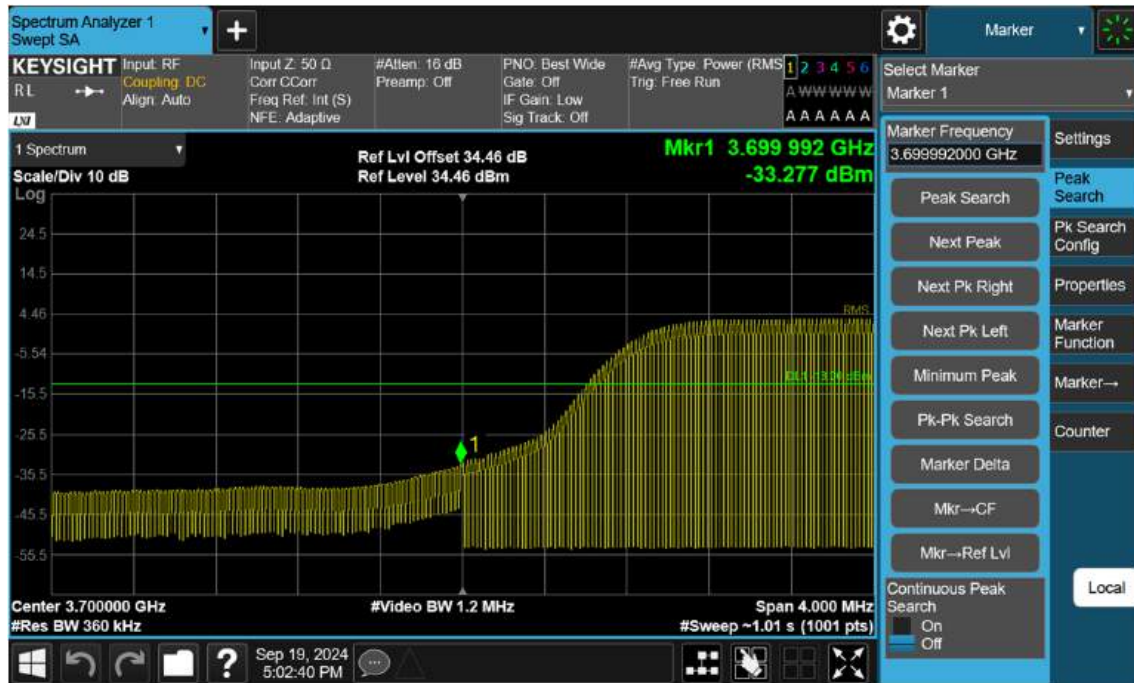 Spectrum Analyzer 1
Swept SA
Marker
KEYSIGHT
RL
LXI
Input: RF
Coupling: DC
Align: Auto
Input Z: 50 Ω
Corr CCorr
Freq Ref: Int (S)
NFE: Adaptive
#Atten: 16 dB
Preamp: Off
PNO: Best Wide
Gate: Off
IF Gain: Low
Sig Track: Off
#Avg Type: Power (RMS
Trig: Free Run
1 2 3 4 5 6
A W W W W W
A A A A A A
Select Marker
Marker 1
1 Spectrum
Scale/Div 10 dB
Log
Ref Lvl Offset 34.46 dB
Ref Level 34.46 dBm
Mkr1 3.699 992 GHz
-33.277 dBm
24.5
14.5
4.46
-5.54
-15.5
-25.5
-35.5
-45.5
-55.5
RMS
DL1 -13.00 dBm
1
Center 3.700000 GHz
#Res BW 360 kHz
#Video BW 1.2 MHz
Span 4.000 MHz
#Sweep ~1.01 s (1001 pts)
Marker Frequency
3.699992000 GHz
Peak Search
Next Peak
Next Pk Right
Next Pk Left
Minimum Peak
Pk-Pk Search
Marker Delta
Mkr→CF
Mkr→Ref Lvl
Continuous Peak
Search
On
Off
Settings
Peak
Search
Pk Search
Config
Properties
Marker
Function
Marker→
Counter
Local
?
Sep 19, 2024
5:02:40 PM